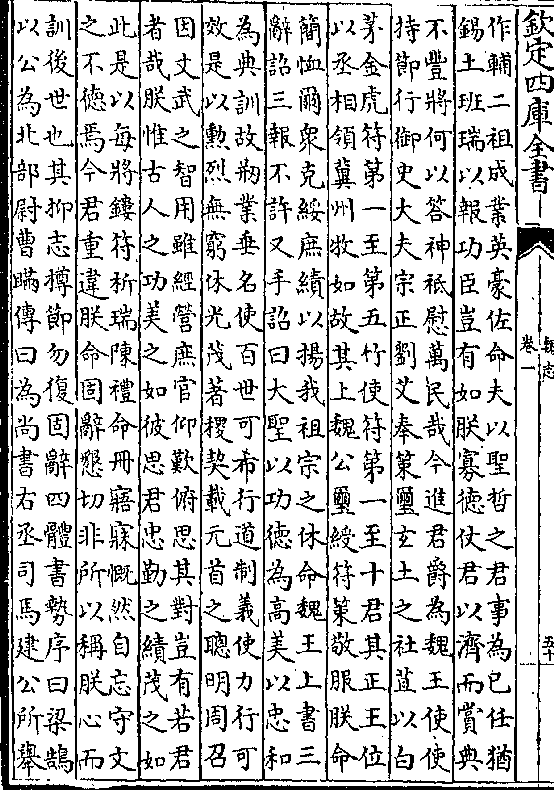 欽定四庫全書
魏志
卷一
作輔二祖成業英豪佐命夫以聖哲之君事為已任猶
錫土班瑞以報功臣豈有如朕寡德仗君以濟而賞典
不豐將何以答神祇慰萬民哉今進君爵為魏王使使
持節行御史大夫宗正劉艾奉策璽玄土之社苴以白
茅金虎符第一至第五竹使符第一至十君其正王位
以丞相領冀州牧如故其上魏公璽綬符策敬服朕命
簡恤爾衆克綏庶績以揚我祖宗之休命魏王上書三
辭詔三報不許又手詔曰大聖以功德為高美以忠和
為典訓故剏業垂名使百世可希行道制義使力行可
效是以勲烈無窮休光茂著稷契載元首之聰明周召
因文武之智用雖經營庶官仰歎俯思其對豈有若君
者哉朕惟古人之功美之如彼思君忠勤之績茂之如
此是以每將鏤符析瑞陳禮命冊寤寐慨然自忘守文
之不德焉今君重違朕命固辭懇切非所以稱朕心而
訓後世也其抑志撙節勿復固辭四體書勢序曰梁鵠
以公為北部尉曹瞞傳曰為尚書右丞司馬建公所舉